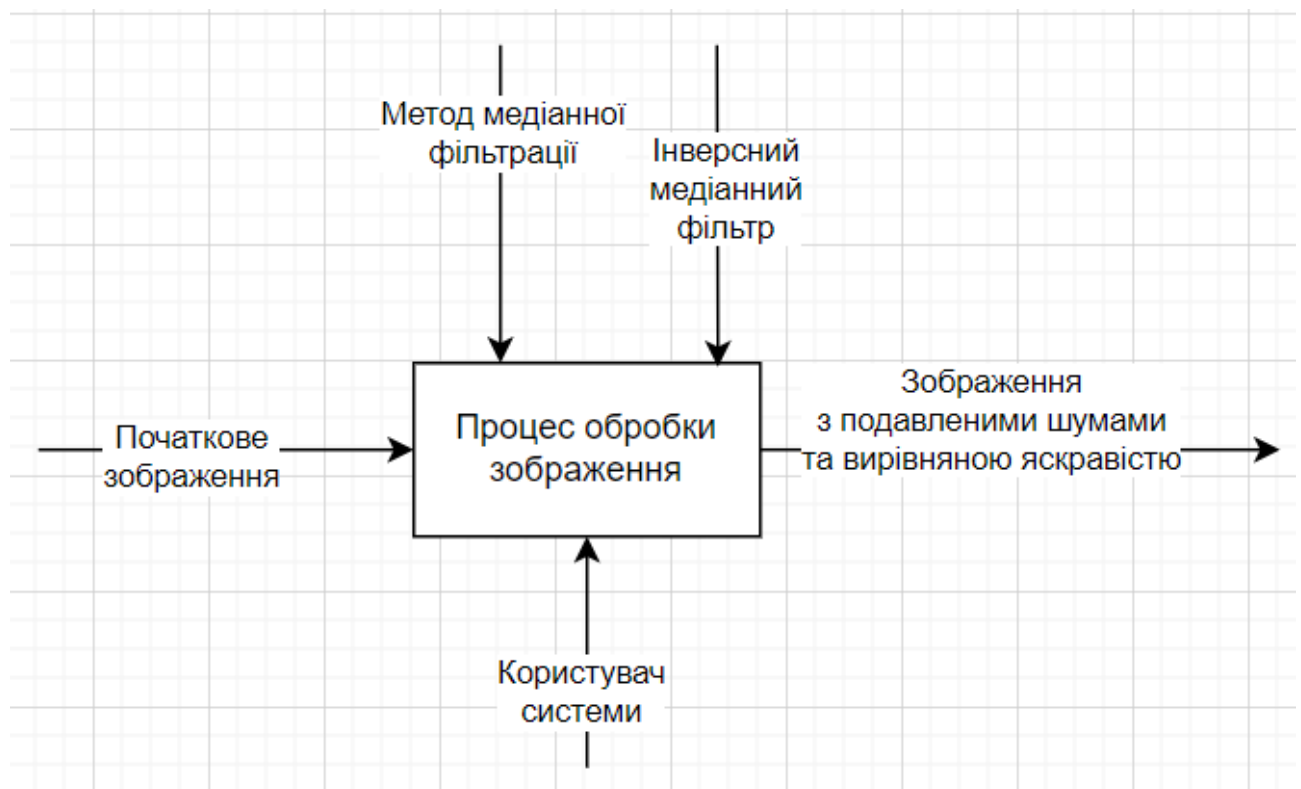 Метод медіанної
фільтрації
Інверсний
медіанний
фільтр
Початкове
зображення
Процес обробки
зображення
Зображення
з подавленими шумами
та вирівняною яскравістю
Користувач
системи